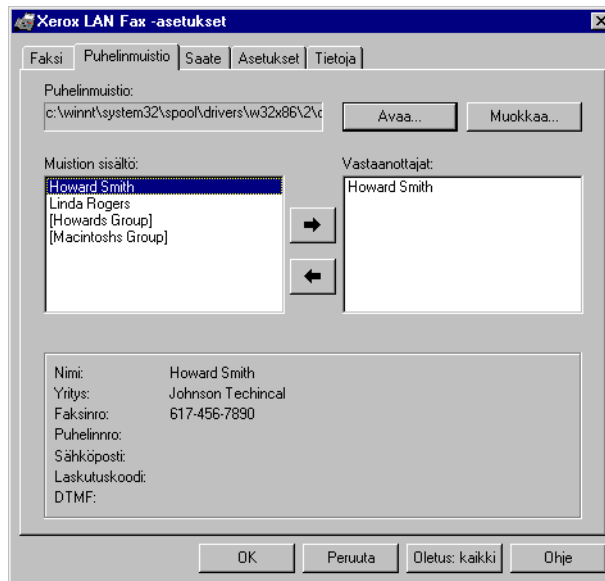 Xerox LAN Fax -asetukset
Faksi Puhelinmuistio Saate Asetukset Tietoja
Puhelinmuistio:
c:\winnt\system32\spool\drivers\w32x86\2\c Avaa... Muokkaa...
Muistion sisältö: Vastaanottajat:
Howard Smith Howard Smith
Linda Rogers
[Howards Group]
[Macintoshs Group]
Nimi: Howard Smith
Yritys: Johnson Techincal
Faksinro: 617-456-7890
Puhelinnro:
Sähköposti:
Laskutuskoodi:
DTMF:
OK Peruuta Oletus: kaikki Ohje